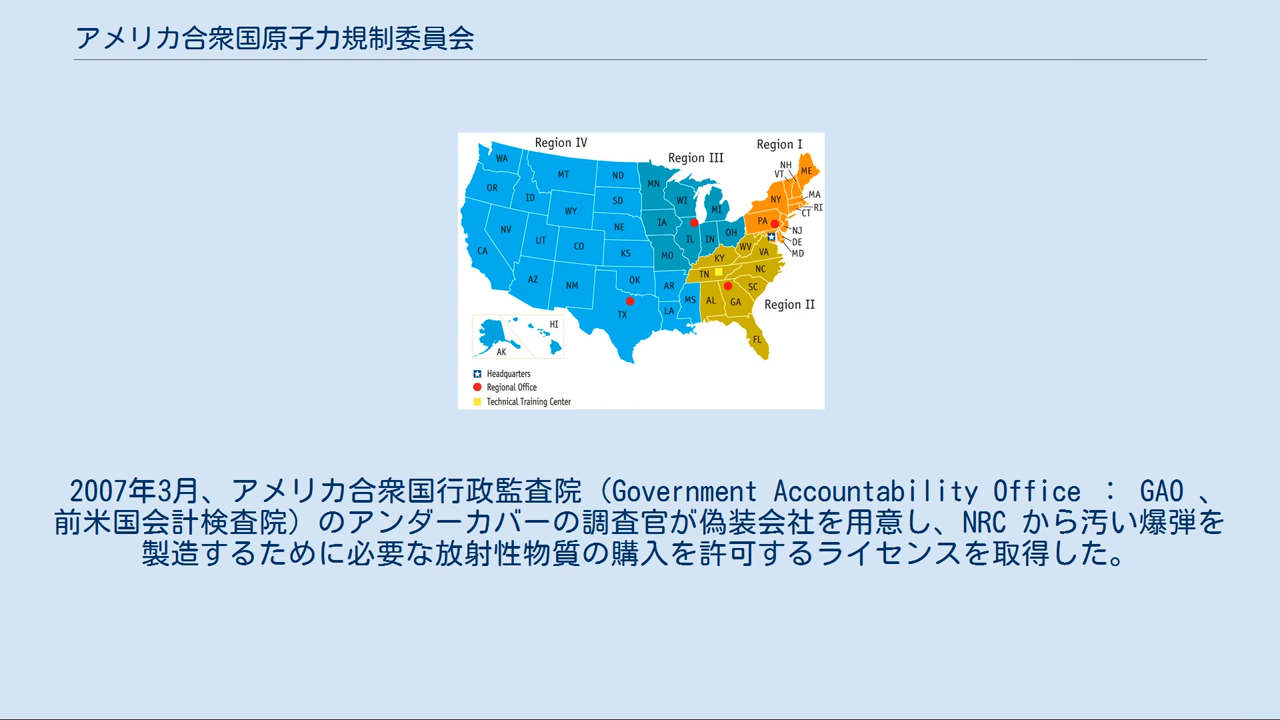 アメリカ合衆国原子力規制委員会
Region IV
Region III
Region I
WA
MT
ND
MN
OR
ID
SD
WI
MI
NH
VT
ME
NY
MA
RI
CT
WY
NV
NE
IA
PA
NJ
DE
MD
UT
CO
IL
IN
OH
WV
VA
CA
KS
MO
KY
NC
AZ
NM
OK
AR
TN
SC
TX
LA
MS
AL
GA
Region II
FL
HI
AK
Headquarters
Regional Office
Technical Training Center
2007年3月、アメリカ合衆国行政監査院（Government Accountability Office ： GAO 、
前米国会計検査院）のアンダーカバーの調査官が偽装会社を用意し、NRC から汚い爆弾を
製造するために必要な放射性物質の購入を許可するライセンスを取得した。